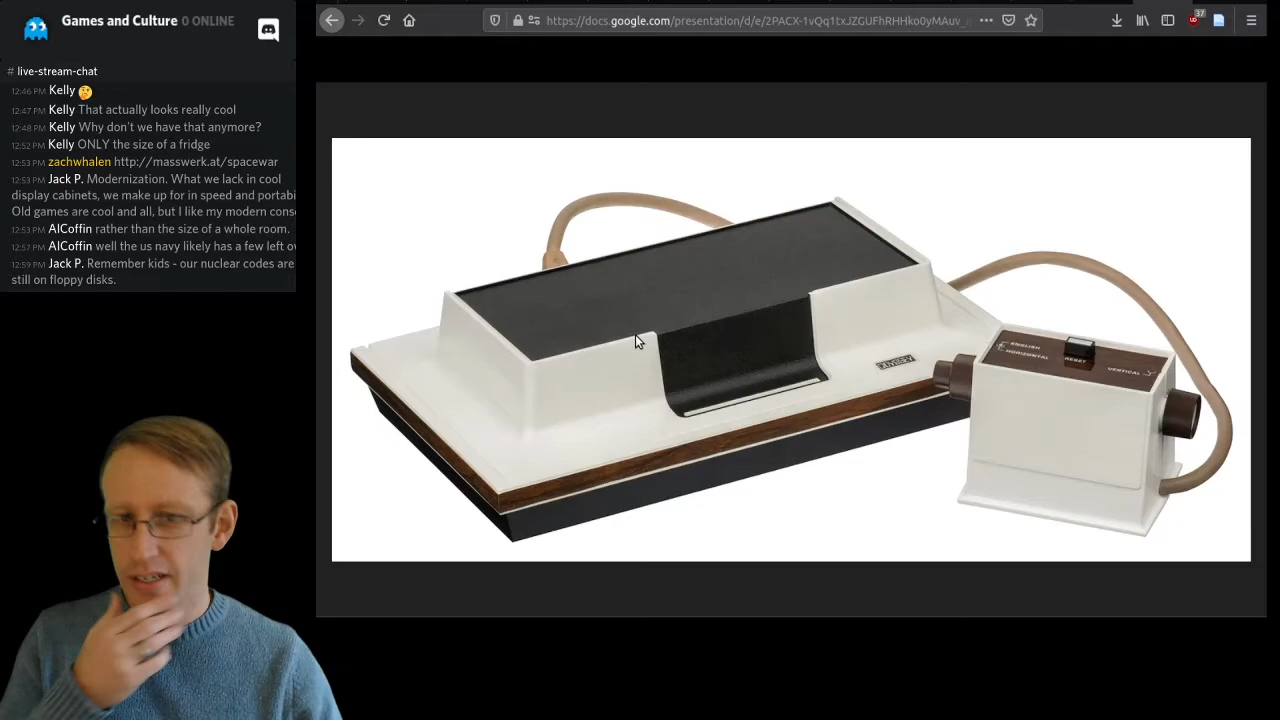 Games and Culture 0 ONLINE
# live-stream-chat
12:46 PM Kelly 🤔
12:47 PM Kelly That actually looks really cool
12:48 PM Kelly Why don't we have that anymore?
12:52 PM Kelly ONLY the size of a fridge
12:53 PM zachwhalen http://masswerk.at/spacewar
12:53 PM Jack P. Modernization. What we lack in cool
display cabinets, we make up for in speed and portabi
Old games are cool and all, but I like my modern cons
12:53 PM AlCoffin rather than the size of a whole room.
12:57 PM AlCoffin well the us navy likely has a few left ov
12:59 PM Jack P. Remember kids - our nuclear codes are
still on floppy disks.
https://docs.google.com/presentation/d/e/2PACX-1vQq1txJZGUFhRHHko0yMAuv_
37
ODYSSEY
ENGLISH
HORIZONTAL
RESET
VERTICAL